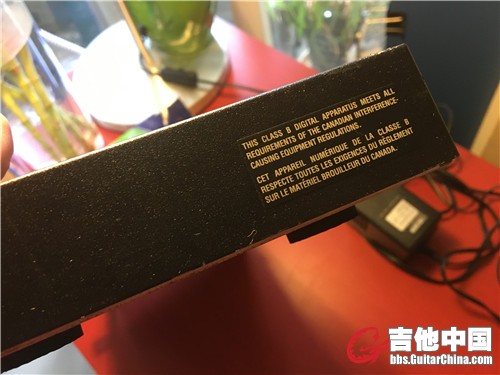 THIS CLASS B DIGITAL APPARATUS MEETS ALL
REQUIREMENTS OF THE CANADIAN INTERFERENCE-
CAUSING EQUIPMENT REGULATIONS.
CET APPAREIL NUMÉRIQUE DE LA CLASSE B
RESPECTE TOUTES LES EXIGENCES DU RÈGLEMENT
SUR LE MATÉRIEL BROUILLEUR DU CANADA.
吉他中国
bbs.GuitarChina.com